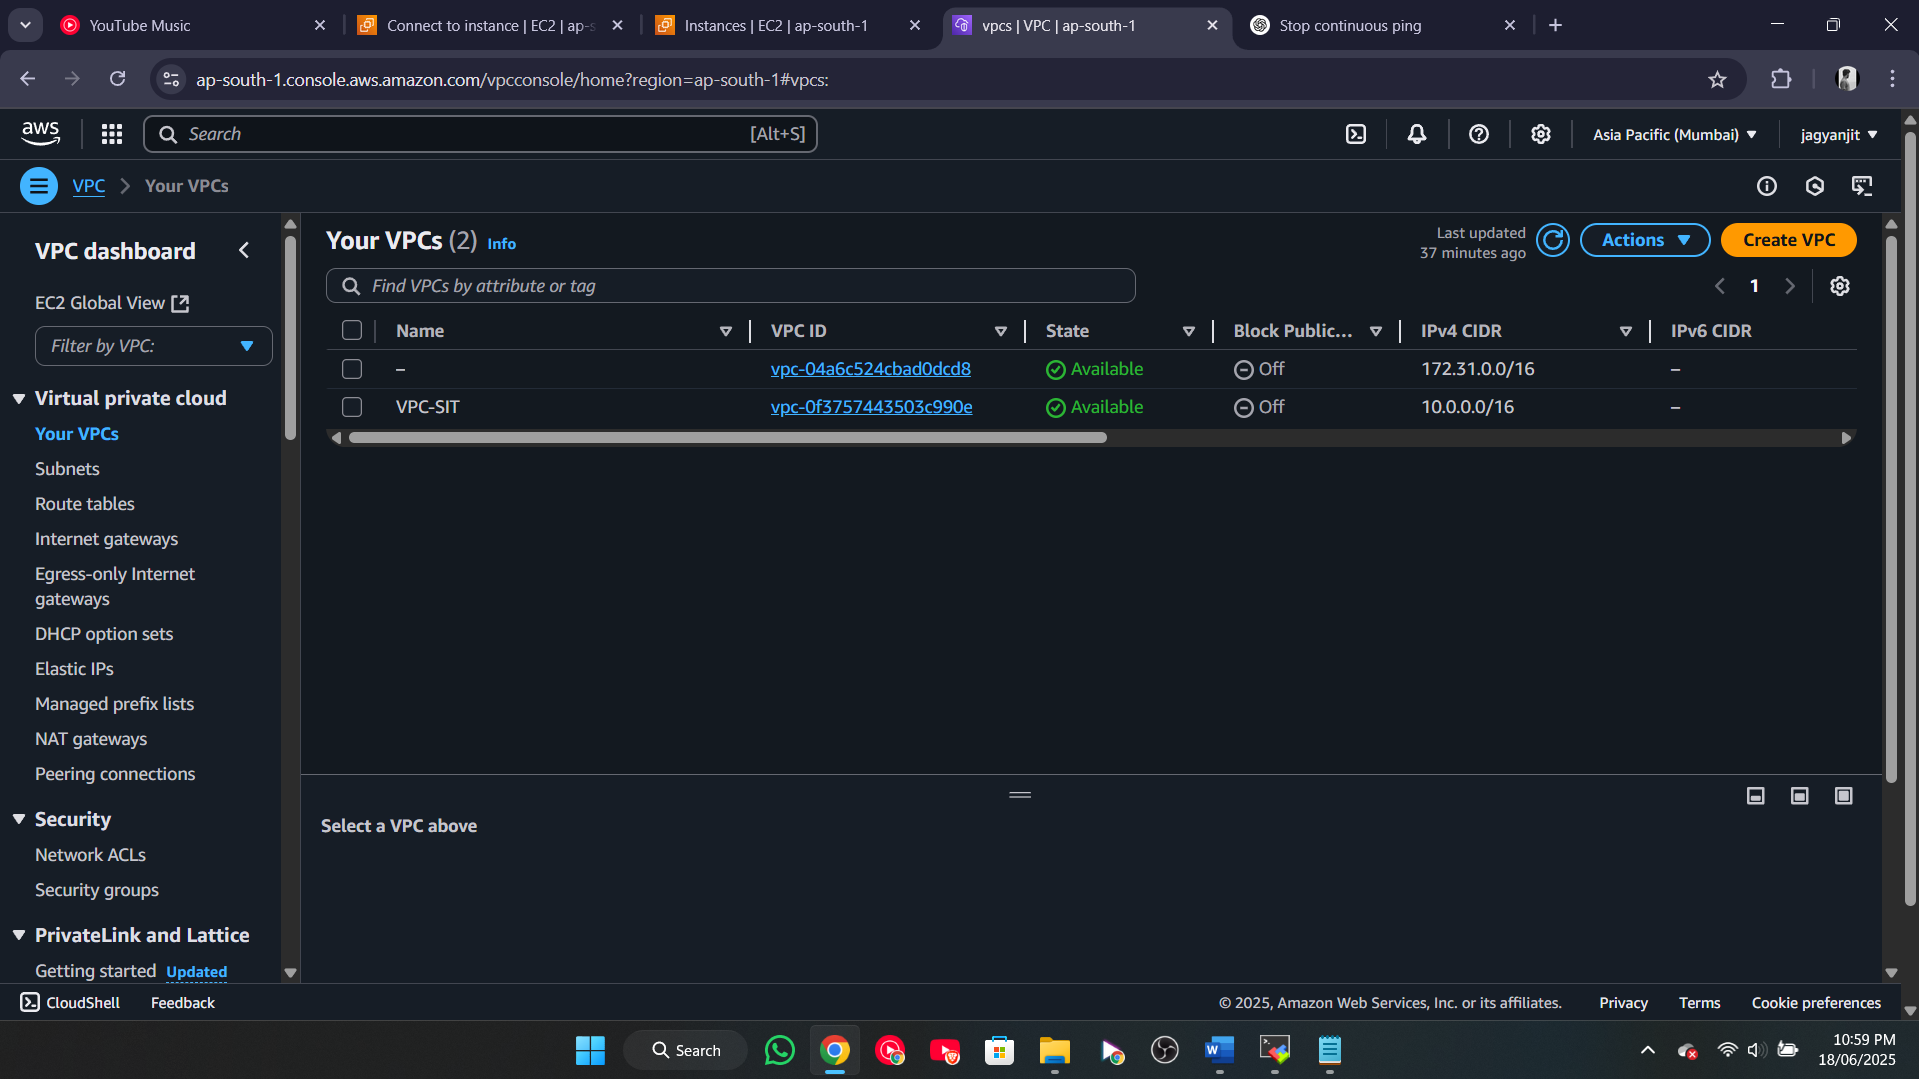 YouTube Music
Connect to instance | EC2 | ap-s
Instances | EC2 | ap-south-1
vpcs | VPC | ap-south-1
Stop continuous ping
ap-south-1.console.aws.amazon.com/vpcconsole/home?region=ap-south-1#vpcs:
aws
Search
[Alt+S]
Asia Pacific (Mumbai)
jagyanjit
VPC
Your VPCs
VPC dashboard
EC2 Global View
Filter by VPC:
Virtual private cloud
Your VPCs
Subnets
Route tables
Internet gateways
Egress-only Internet
gateways
DHCP option sets
Elastic IPs
Managed prefix lists
NAT gateways
Peering connections
Security
Network ACLs
Security groups
PrivateLink and Lattice
Getting started Updated
Your VPCs (2) Info
Last updated
37 minutes ago
Actions
Create VPC
Find VPCs by attribute or tag
1
Name VPC ID State Block Public... IPv4 CIDR IPv6 CIDR
– vpc-04a6c524cbad0dcd8 Available Off 172.31.0.0/16 –
VPC-SIT vpc-0f3757443503c990e Available Off 10.0.0.0/16 –
Select a VPC above
CloudShell
Feedback
© 2025, Amazon Web Services, Inc. or its affiliates.
Privacy
Terms
Cookie preferences
Search
10:59 PM
18/06/2025